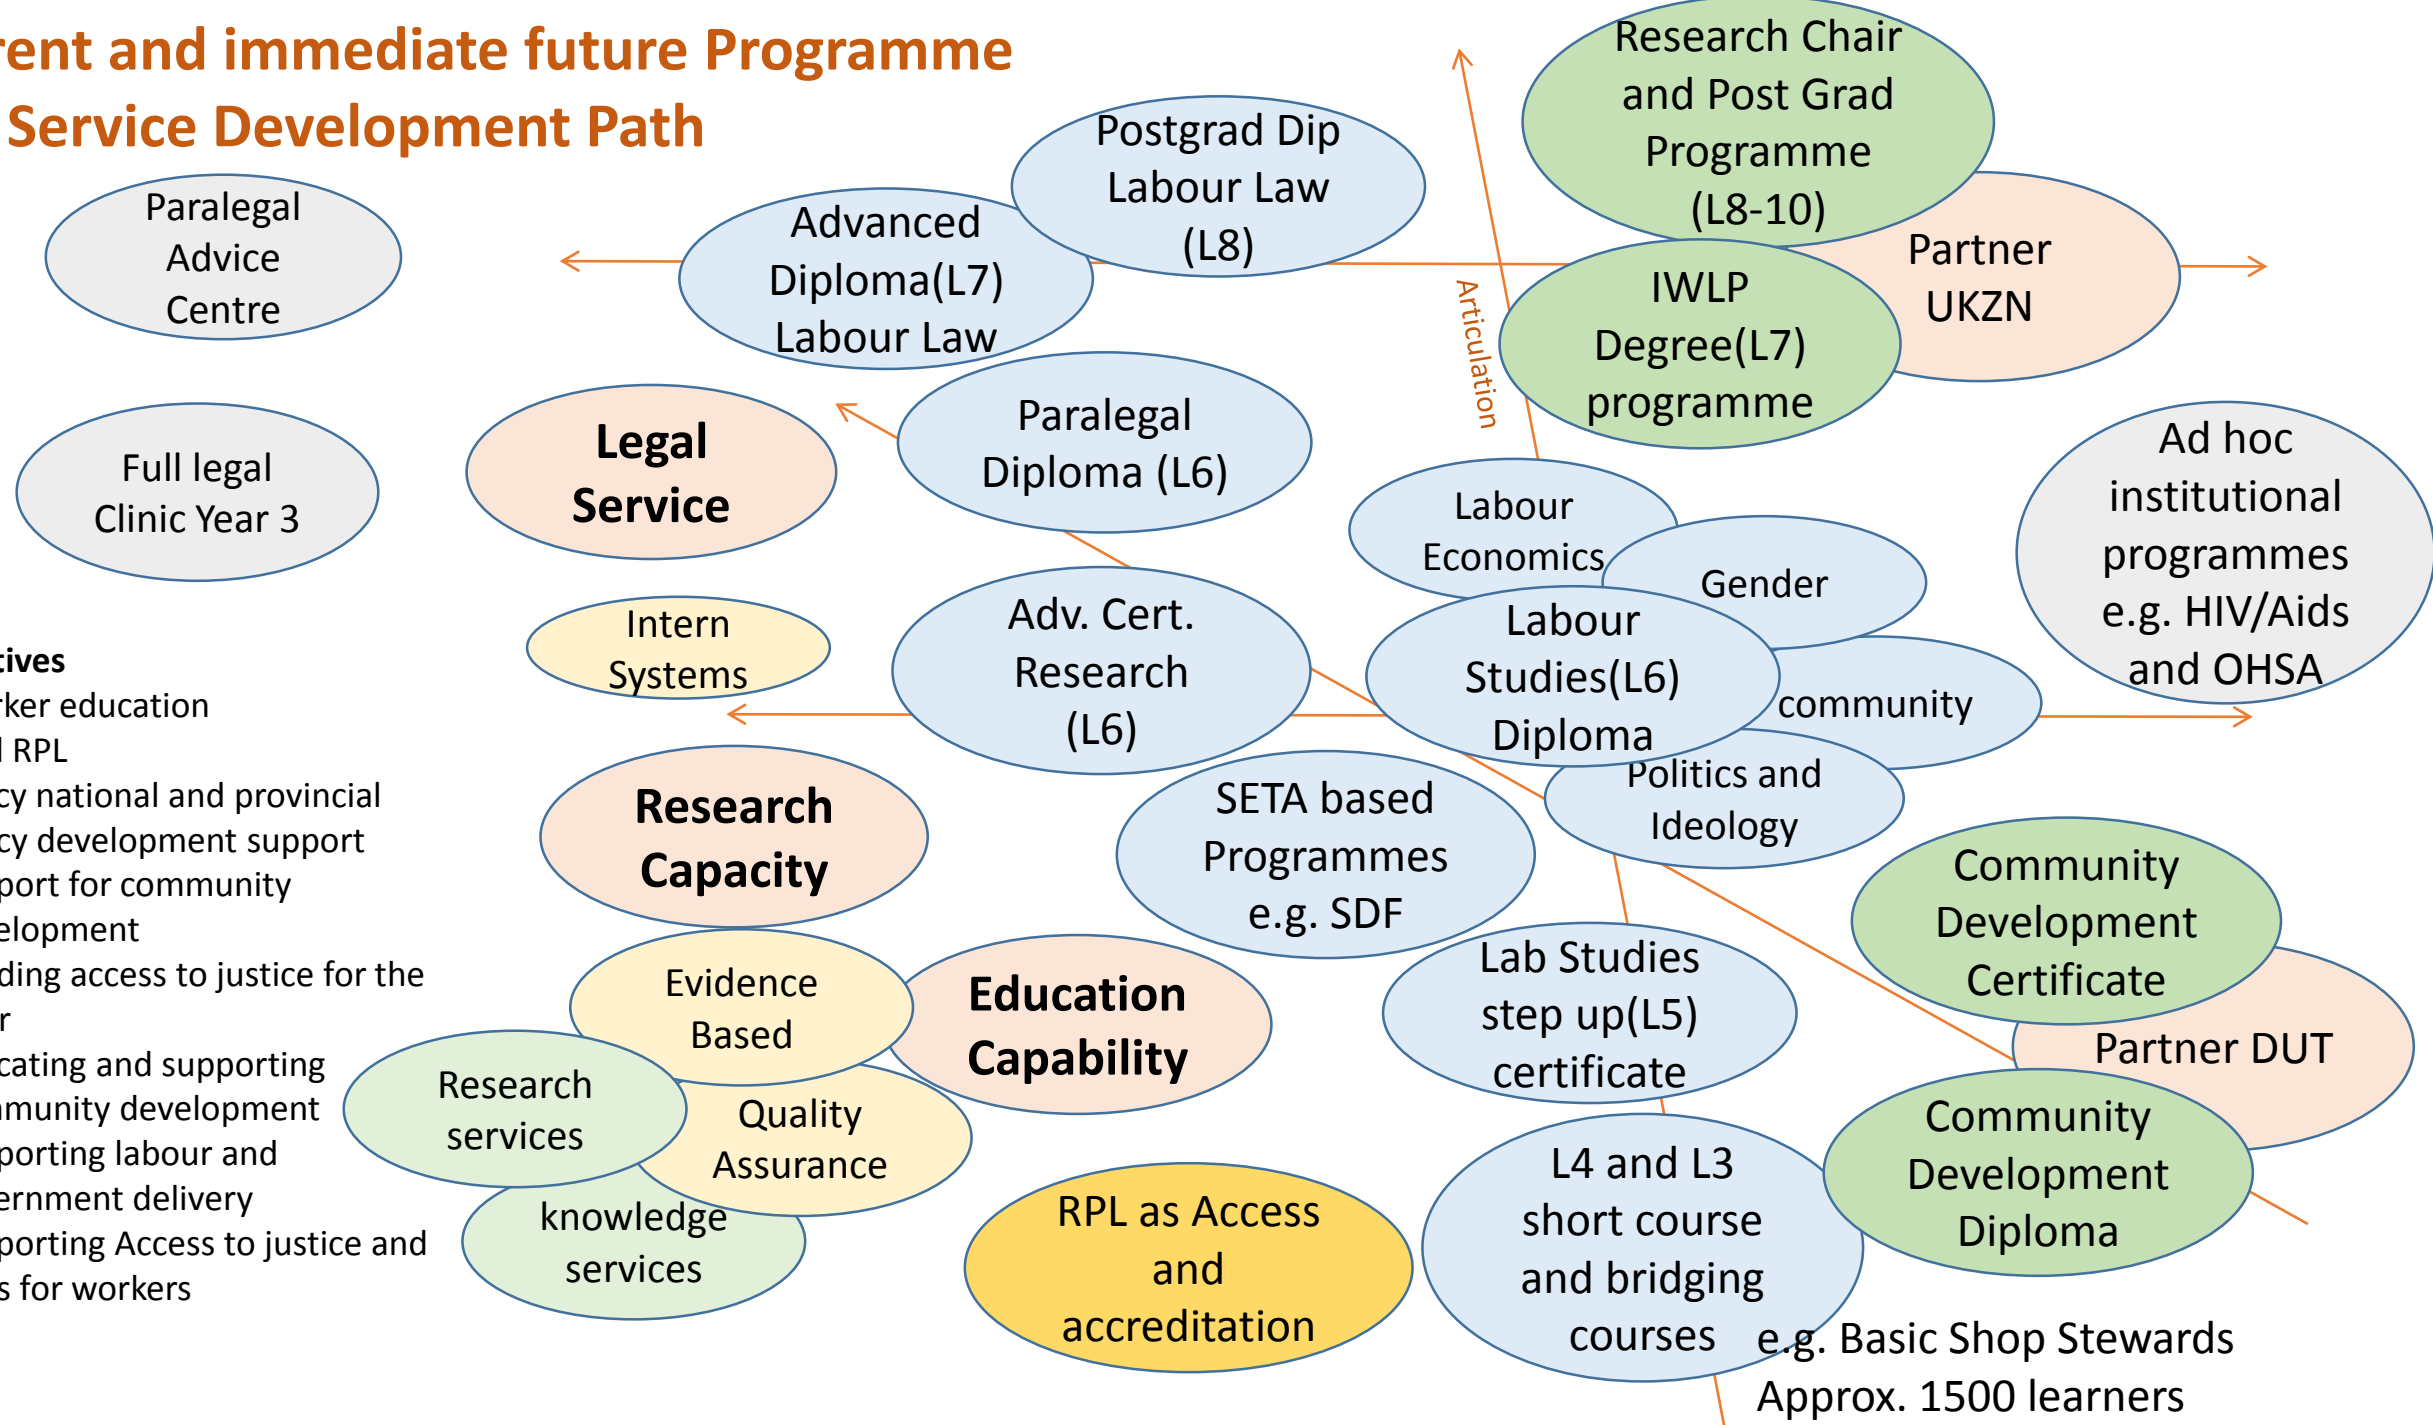 rent and immediate future Programme
Service Development Path
Paralegal
Advice
Centre
Full legal
Clinic Year 3
Advanced
Diploma(L7)
Labour Law
Postgrad Dip
Labour Law
(L8)
Research Chair
and Post Grad
Programme
(L8-10)
Partner
UKZN
IWLP
Degree(L7)
programme
Articulation
Legal
Service
Paralegal
Diploma (L6)
Ad hoc
institutional
programmes
e.g. HIV/Aids
and OHSA
Labour
Economics
Gender
Labour
Studies(L6)
Diploma
community
Politics and
Ideology
Intern
Systems
Adv. Cert.
Research
(L6)
Research
Capacity
SETA based
Programmes
e.g. SDF
Education
Capability
Evidence
Based
Quality
Assurance
Research
services
knowledge
services
RPL as Access
and
accreditation
Lab Studies
step up(L5)
certificate
L4 and L3
short course
and bridging
courses
e.g. Basic Shop Stewards
Approx. 1500 learners
Community
Development
Certificate
Partner DUT
Community
Development
Diploma
tives
rker education
RPL
cy national and provincial
cy development support
port for community
elopment
ding access to justice for the
r
cating and supporting
mmunity development
porting labour and
ernment delivery
porting Access to justice and
s for workers